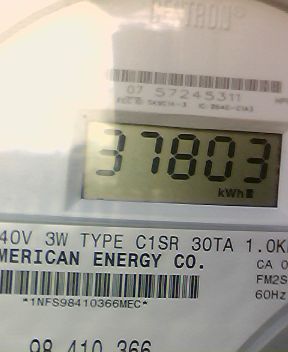 CENTRON®
07 57245311
37803
kWh
40V 3W TYPE C1SR 30TA 1.0K
MERICAN ENERGY CO.
CA 0
FM2S
*1NFS98410366MEC*
60Hz
98 410 366